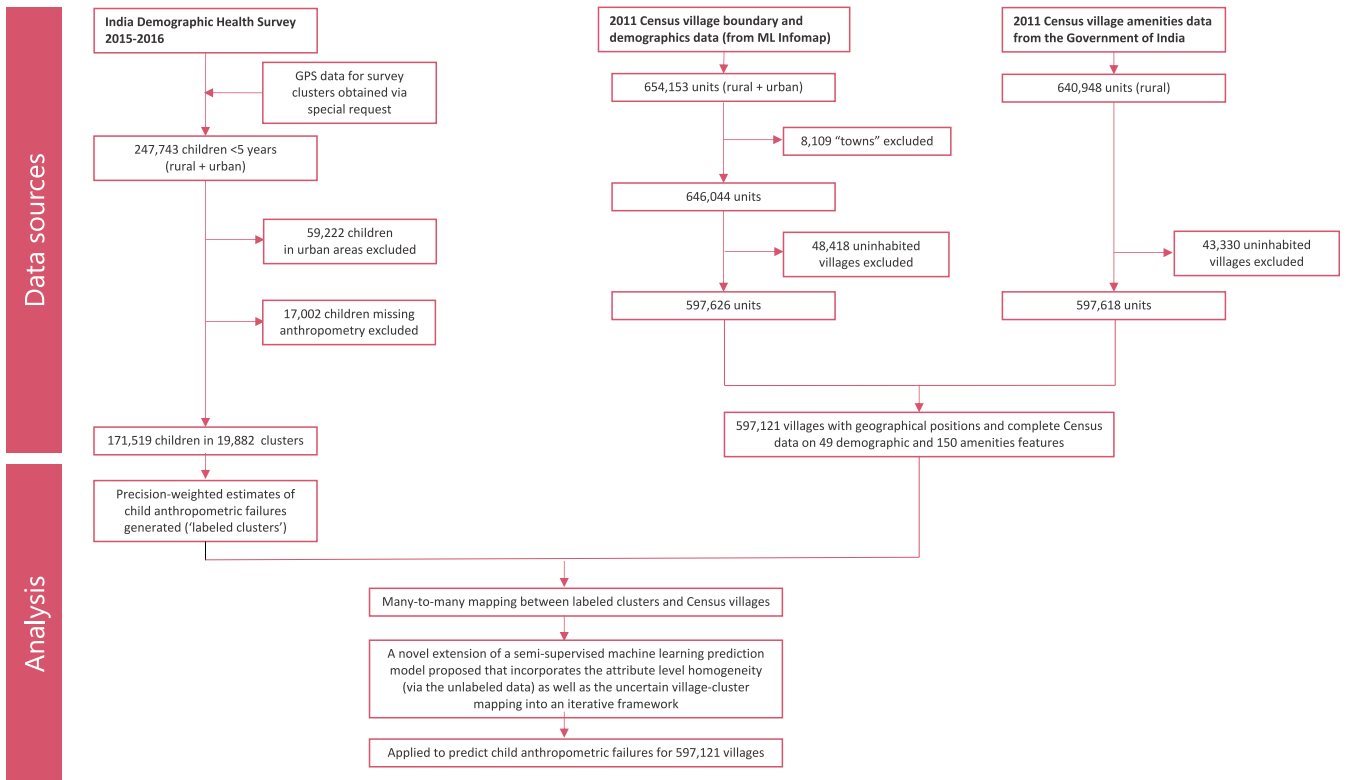 Data sources
India Demographic Health Survey
2015-2016
GPS data for survey
clusters obtained via
special request
247,743 children <5 years
(rural + urban)
59,222 children
in urban areas excluded
17,002 children missing
anthropometry excluded
171,519 children in 19,882 clusters
2011 Census village boundary and
demographics data (from ML Infomap)
654,153 units (rural + urban)
8,109 “towns” excluded
646,044 units
48,418 uninhabited
villages excluded
597,626 units
2011 Census village amenities data
from the Government of India
640,948 units (rural)
43,330 uninhabited
villages excluded
597,618 units
597,121 villages with geographical positions and complete Census
data on 49 demographic and 150 amenities features
Analysis
Precision-weighted estimates of
child anthropometric failures
generated (‘labeled clusters’)
Many-to-many mapping between labeled clusters and Census villages
A novel extension of a semi-supervised machine learning prediction
model proposed that incorporates the attribute level homogeneity
(via the unlabeled data) as well as the uncertain village-cluster
mapping into an iterative framework
Applied to predict child anthropometric failures for 597,121 villages